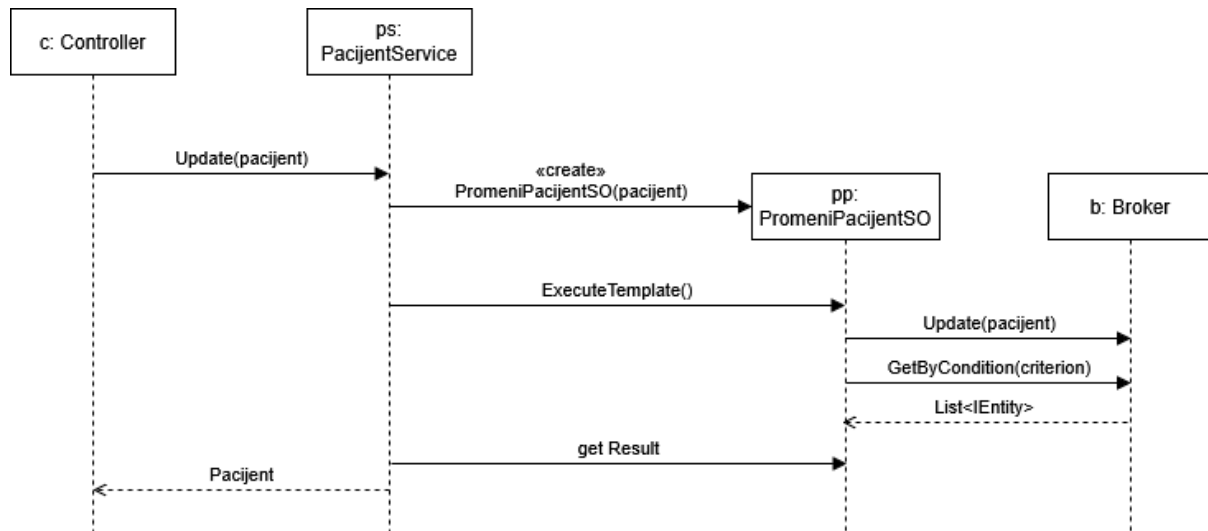 c: Controller
ps:
PacijentService
Update(pacijent)
«create»
PromeniPacijentSO(pacijent)
pp:
PromeniPacijentSO
b: Broker
ExecuteTemplate()
Update(pacijent)
GetByCondition(criterion)
List<IEntity>
get Result
Pacijent